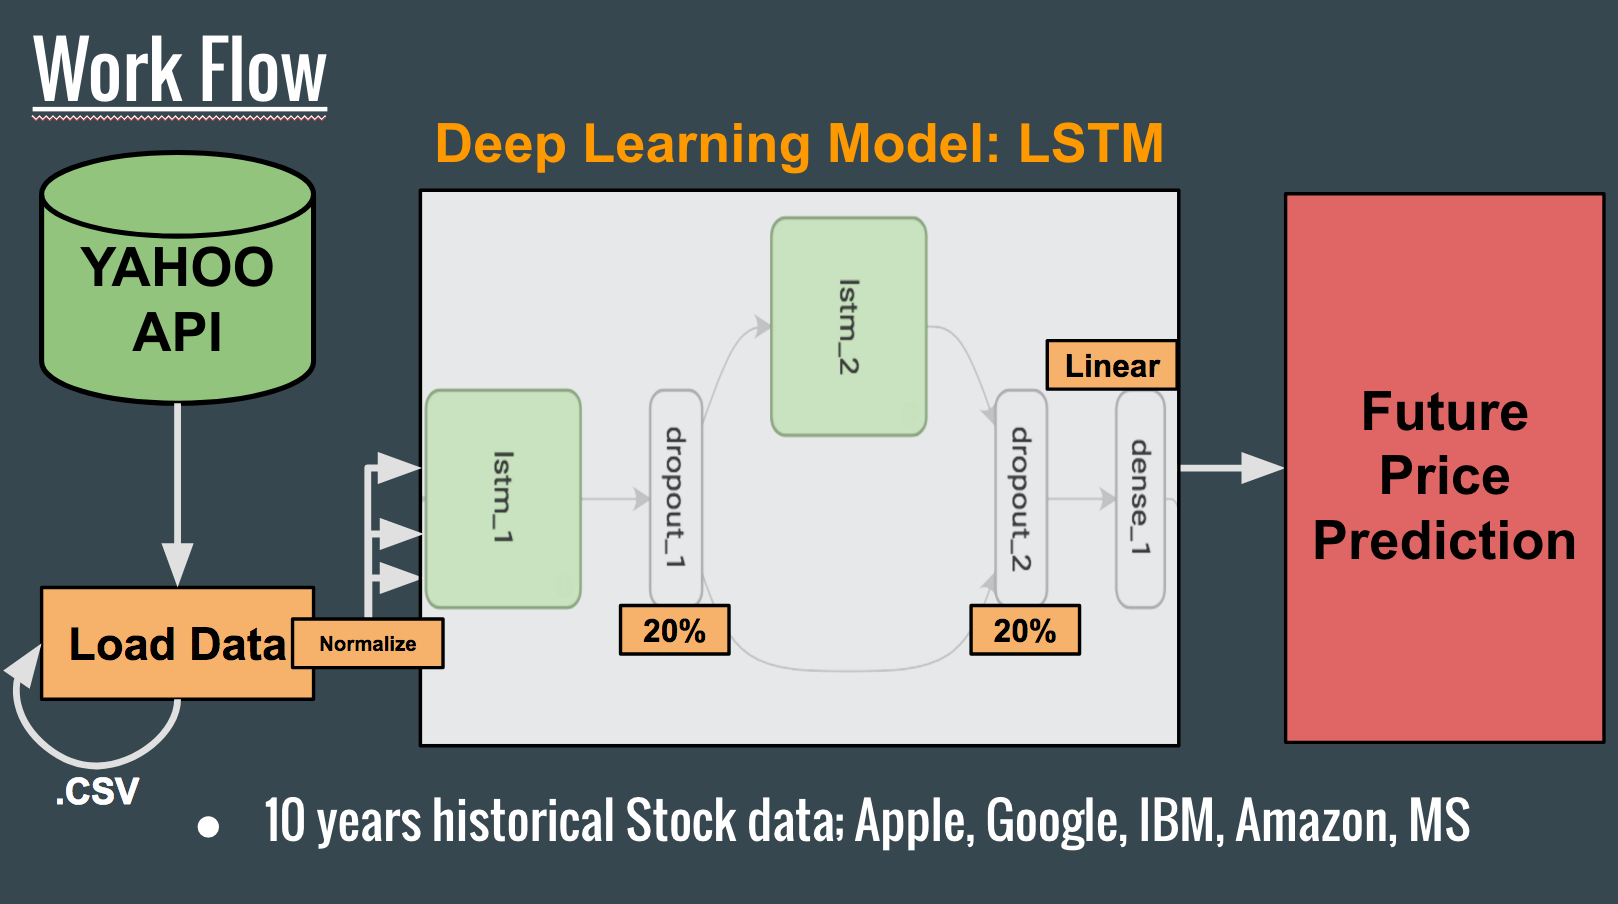 Work Flow
Deep Learning Model: LSTM
YAHOO
API
Load Data
Normalize
.CSV
lstm_1
dropout_1
20%
lstm_2
dropout_2
20%
Linear
dense_1
Future
Price
Prediction
● 10 years historical Stock data; Apple, Google, IBM, Amazon, MS